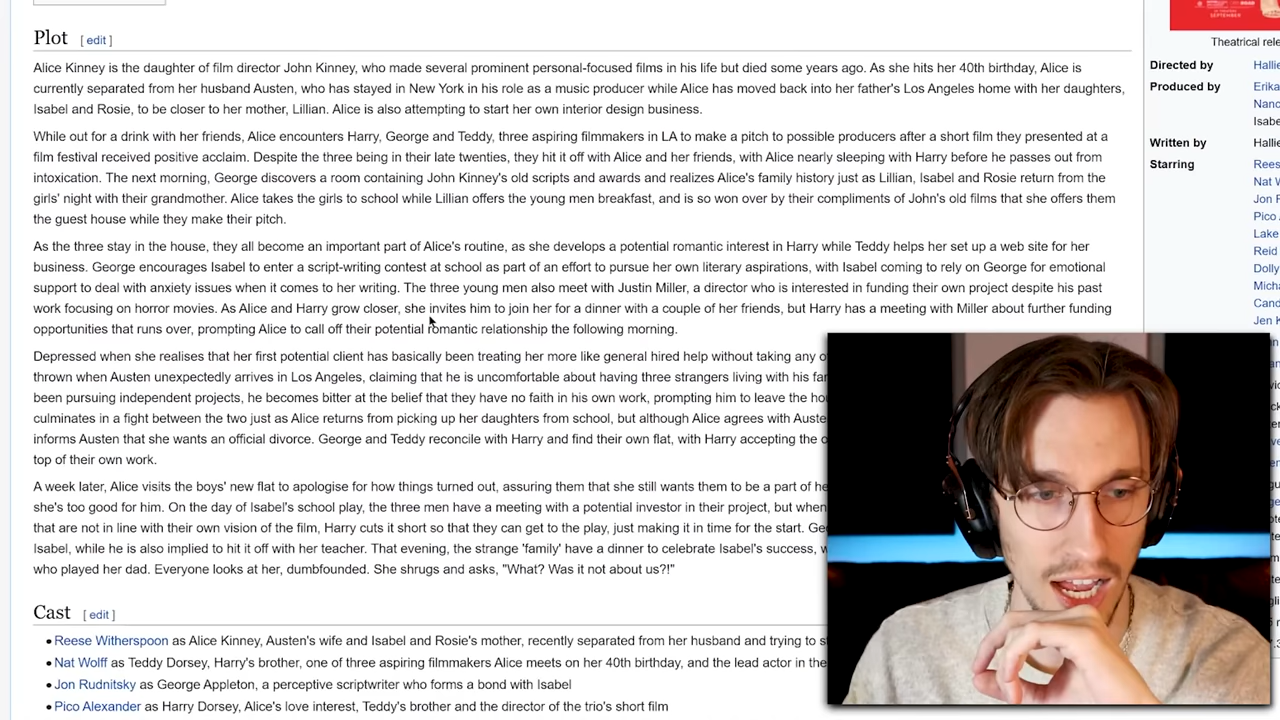 SEPTEMBER
Plot [ edit ]
Theatrical rele
Alice Kinney is the daughter of film director John Kinney, who made several prominent personal-focused films in his life but died some years ago. As she hits her 40th birthday, Alice is
currently separated from her husband Austen, who has stayed in New York in his role as a music producer while Alice has moved back into her father's Los Angeles home with her daughters,
Isabel and Rosie, to be closer to her mother, Lillian. Alice is also attempting to start her own interior design business.
While out for a drink with her friends, Alice encounters Harry, George and Teddy, three aspiring filmmakers in LA to make a pitch to possible producers after a short film they presented at a
film festival received positive acclaim. Despite the three being in their late twenties, they hit it off with Alice and her friends, with Alice nearly sleeping with Harry before he passes out from
intoxication. The next morning, George discovers a room containing John Kinney's old scripts and awards and realizes Alice's family history just as Lillian, Isabel and Rosie return from the
girls' night with their grandmother. Alice takes the girls to school while Lillian offers the young men breakfast, and is so won over by their compliments of John's old films that she offers them
the guest house while they make their pitch.
As the three stay in the house, they all become an important part of Alice's routine, as she develops a potential romantic interest in Harry while Teddy helps her set up a web site for her
business. George encourages Isabel to enter a script-writing contest at school as part of an effort to pursue her own literary aspirations, with Isabel coming to rely on George for emotional
support to deal with anxiety issues when it comes to her writing. The three young men also meet with Justin Miller, a director who is interested in funding their own project despite his past
work focusing on horror movies. As Alice and Harry grow closer, she invites him to join her for a dinner with a couple of her friends, but Harry has a meeting with Miller about further funding
opportunities that runs over, prompting Alice to call off their potential romantic relationship the following morning.
Depressed when she realises that her first potential client has basically been treating her more like general hired help without taking any o
thrown when Austen unexpectedly arrives in Los Angeles, claiming that he is uncomfortable about having three strangers living with his far
been pursuing independent projects, he becomes bitter at the belief that they have no faith in his own work, prompting him to leave the hou
culminates in a fight between the two just as Alice returns from picking up her daughters from school, but although Alice agrees with Auste
informs Austen that she wants an official divorce. George and Teddy reconcile with Harry and find their own flat, with Harry accepting the o
top of their own work.
A week later, Alice visits the boys' new flat to apologise for how things turned out, assuring them that she still wants them to be a part of he
she's too good for him. On the day of Isabel's school play, the three men have a meeting with a potential investor in their project, but when
that are not in line with their own vision of the film, Harry cuts it short so that they can get to the play, just making it in time for the start. Geo
Isabel, while he is also implied to hit it off with her teacher. That evening, the strange 'family' have a dinner to celebrate Isabel's success, w
who played her dad. Everyone looks at her, dumbfounded. She shrugs and asks, "What? Was it not about us?!"
Cast [ edit ]
Reese Witherspoon as Alice Kinney, Austen's wife and Isabel and Rosie's mother, recently separated from her husband and trying to st
Nat Wolff as Teddy Dorsey, Harry's brother, one of three aspiring filmmakers Alice meets on her 40th birthday, and the lead actor in the
Jon Rudnitsky as George Appleton, a perceptive scriptwriter who forms a bond with Isabel
Pico Alexander as Harry Dorsey, Alice's love interest, Teddy's brother and the director of the trio's short film
Directed by Hallie
Produced by Erika
Nanc
Isabe
Written by Hallie
Starring Rees
Nat W
Jon F
Pico
Lake
Reid
Dolly
Micha
Cand
Jen K